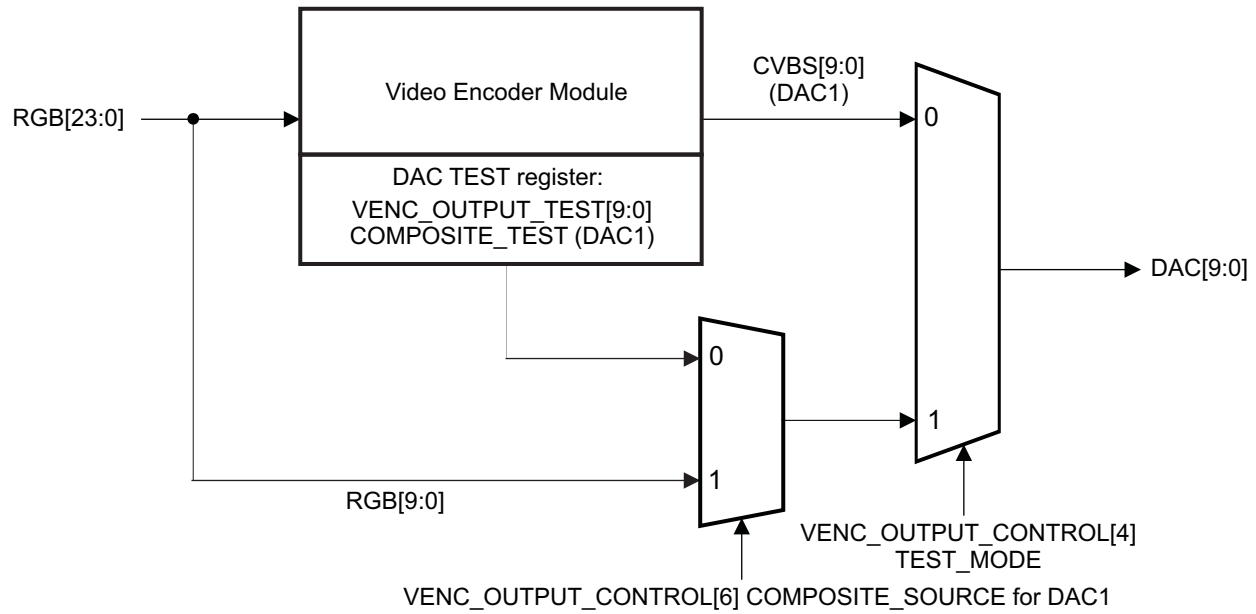 CVBS[9:0]
(DAC1)
Video Encoder Module
RGB[23:0]
0
DAC TEST register:
VENC_OUTPUT_TEST[9:0]
COMPOSITE_TEST (DAC1)
DAC[9:0]
0
1
1
RGB[9:0]
VENC_OUTPUT_CONTROL[4]
TEST_MODE
VENC_OUTPUT_CONTROL[6] COMPOSITE_SOURCE for DAC1